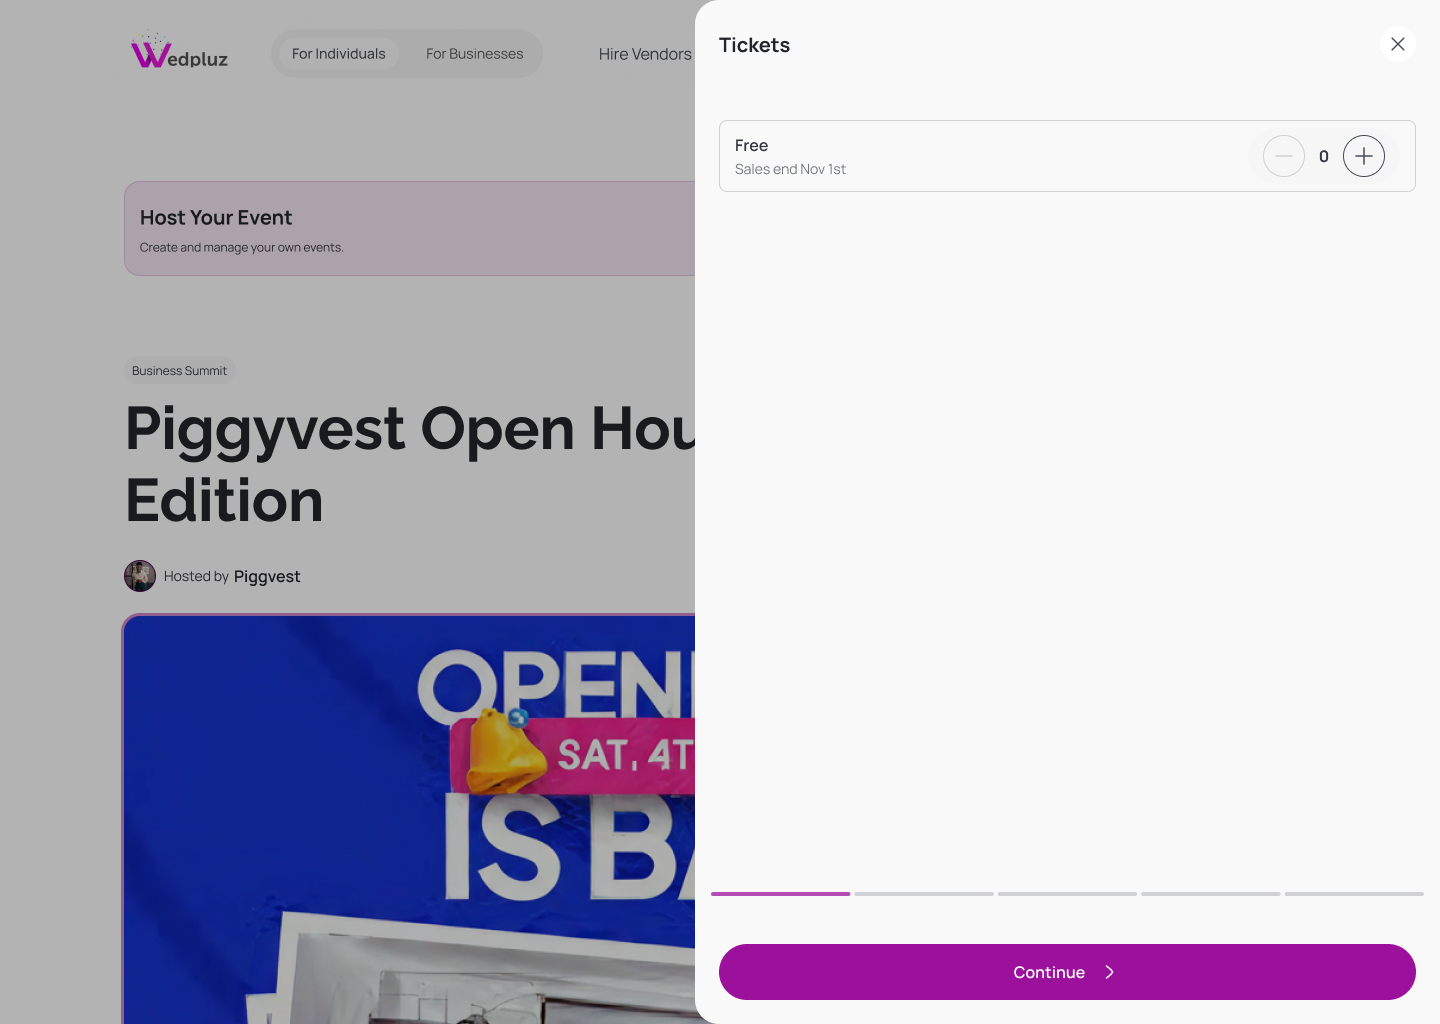 Wedpluz
For Individuals
For Businesses
Hire Vendors
Host Your Event
Create and manage your own events.
Business Summit
Piggyvest Open Hou
Edition
Hosted by Piggvest
OPEN
SAT, 4T
IS BA
Tickets
Free
Sales end Nov 1st
0
Continue